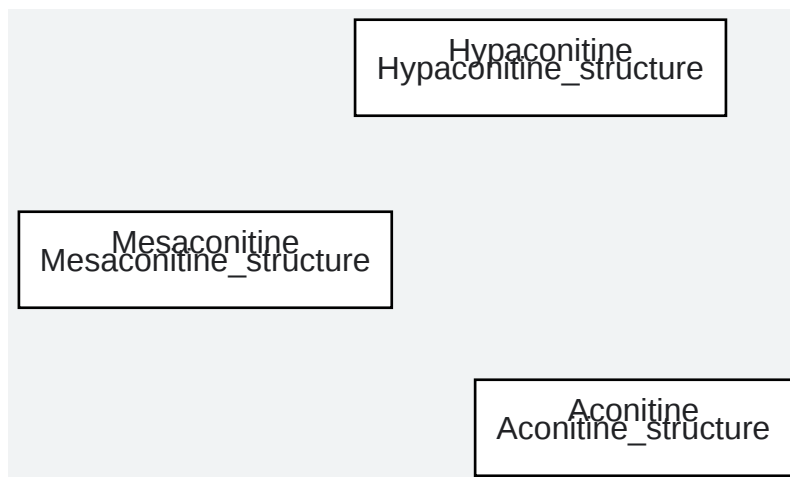 Hypaconitine
Hypaconitine_structure
Mesaconitine
Mesaconitine_structure
Aconitine
Aconitine_structure